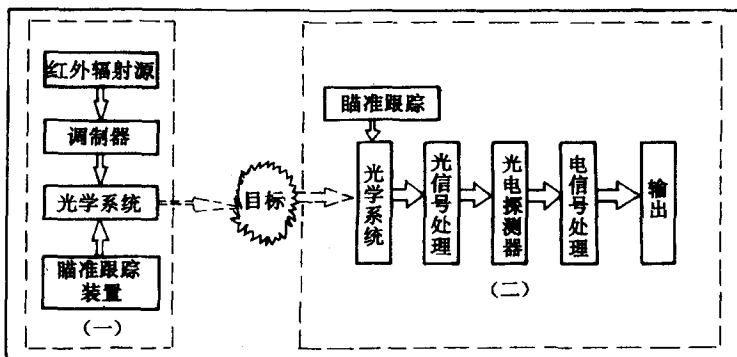 红外辐射源
调制器
光学系统
瞄准跟踪
装置
(一)
目标
瞄准跟踪
光学系统
光信号处理
光电探测器
电信号处理
输出
(二)